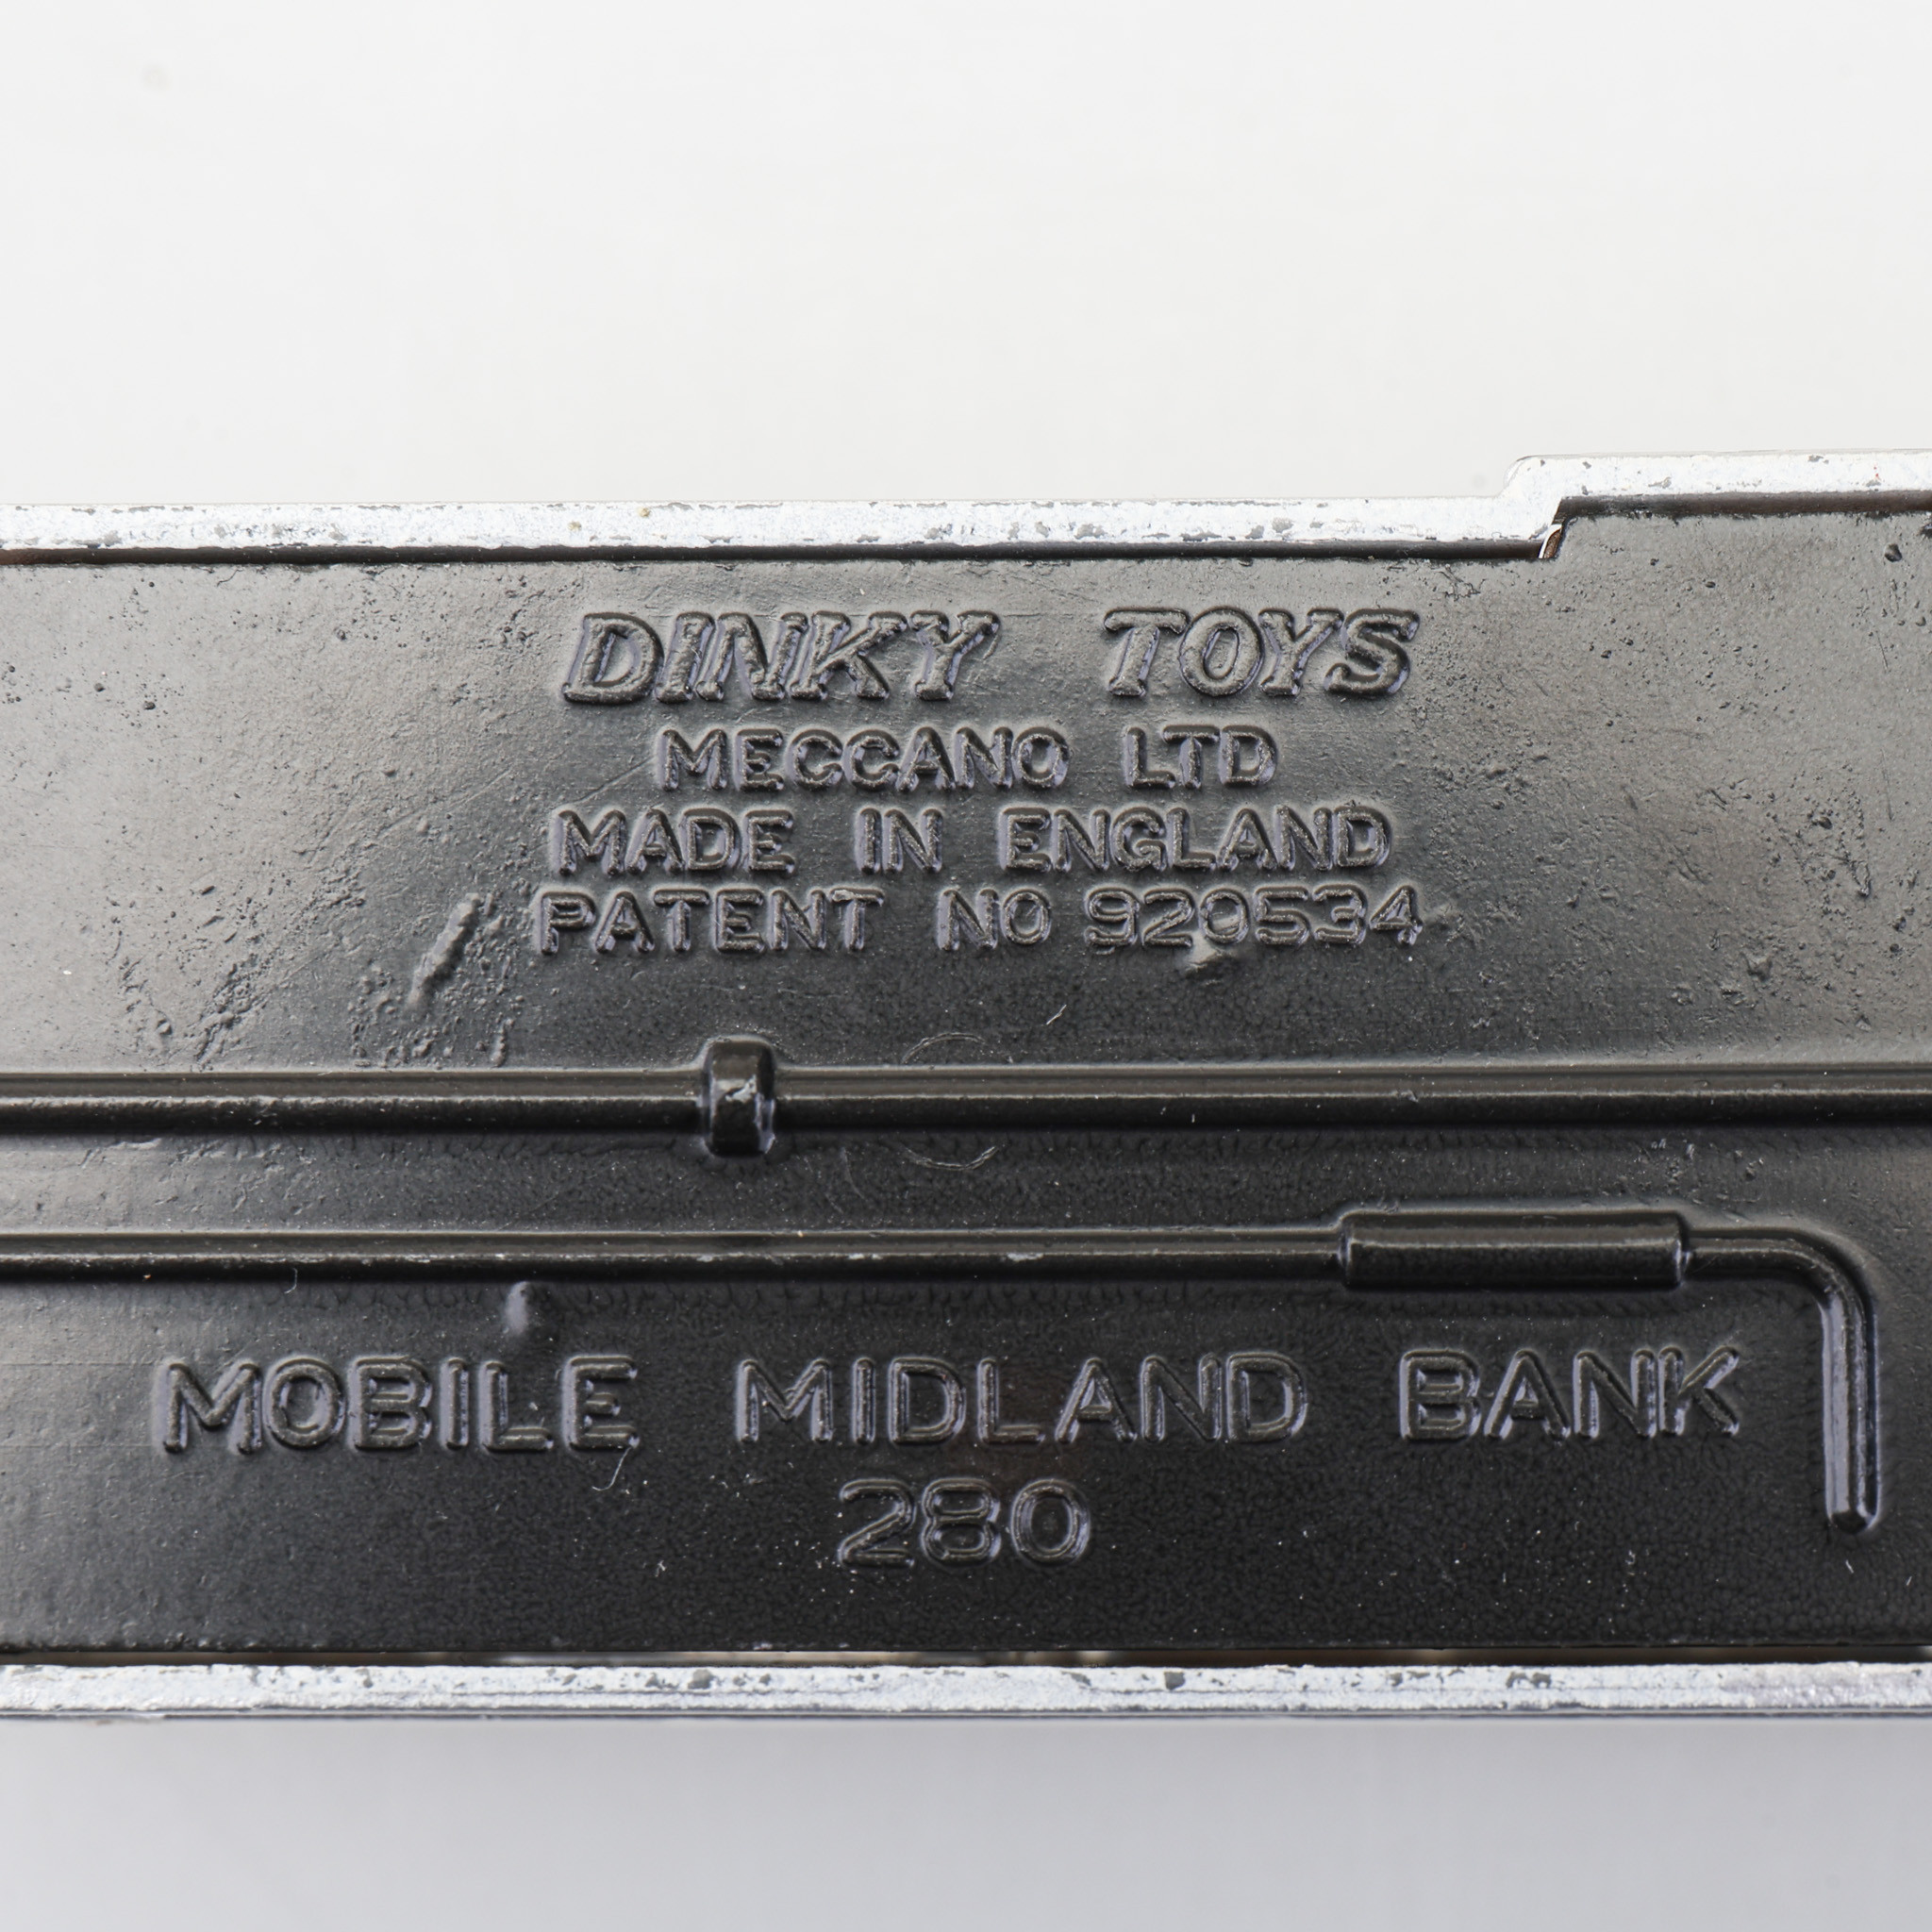 DINKY TOYS
MECCANO LTD
MADE IN ENGLAND
PATENT NO 920534
MOBILE MIDLAND BANK
280